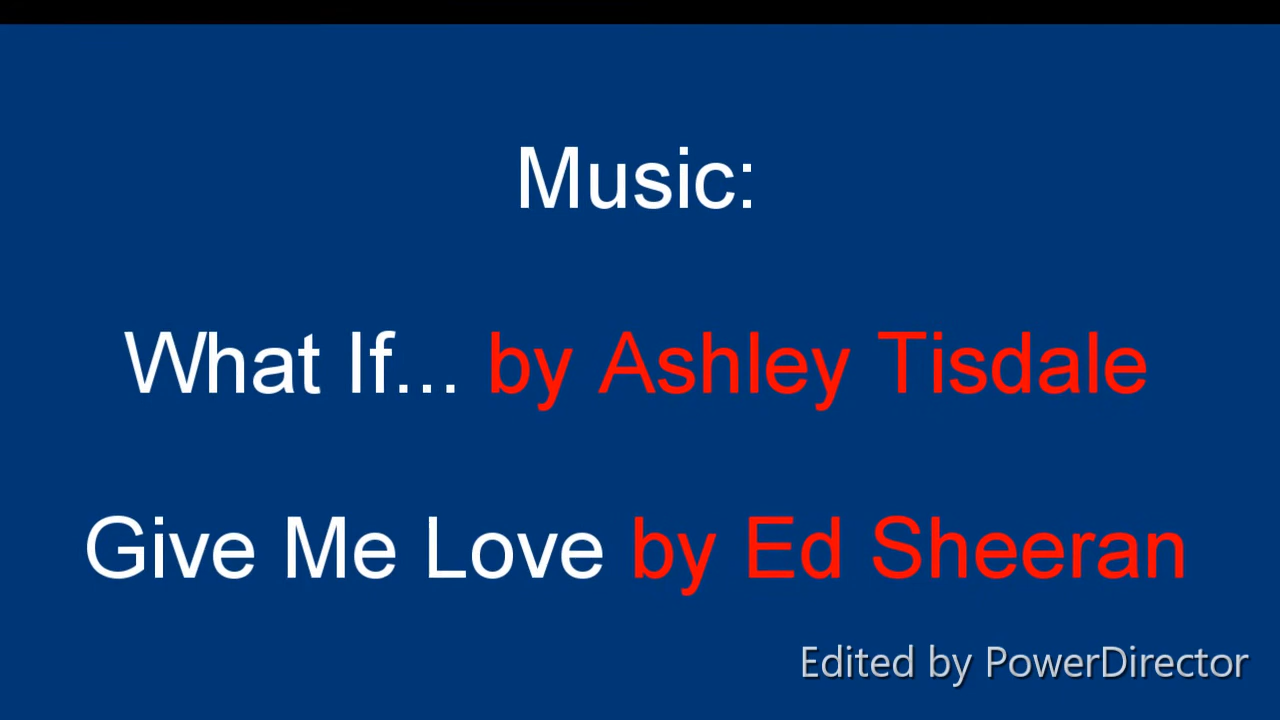 Music:
What If... by Ashley Tisdale
Give Me Love by Ed Sheeran
Edited by PowerDirector